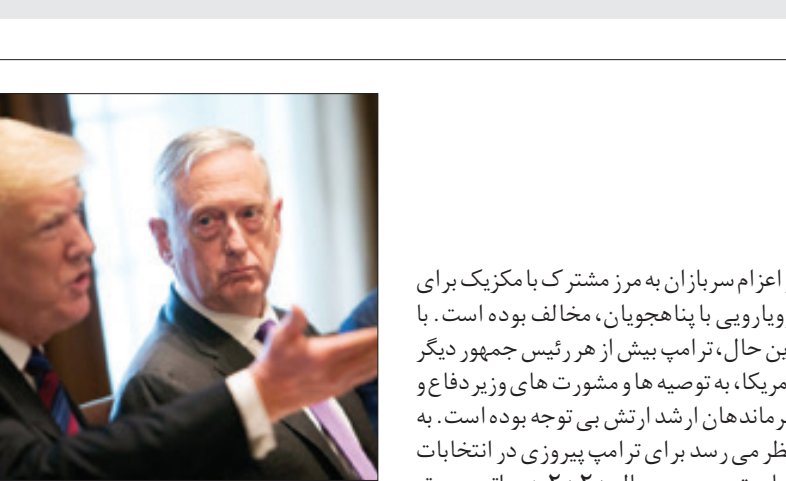 اعزام سربازان به مرز مشترک با مکزیک برای
رویارویی با پناهجویان، مخالف بوده است. با
این حال، ترامپ بیش از هر رئیس جمهور دیگر
آمریکا، به توصیه ها و مشورت های وزیر دفاع و
فرماندهان ارشد ارتش بی توجه بوده است. به
نظر می رسد برای ترامپ پیروزی در انتخابات